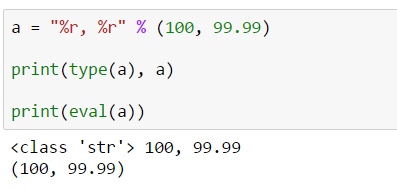 a = "%r, %r" % (100, 99.99)
print(type(a), a)
print(eval(a))
<class 'str'> 100, 99.99
(100, 99.99)